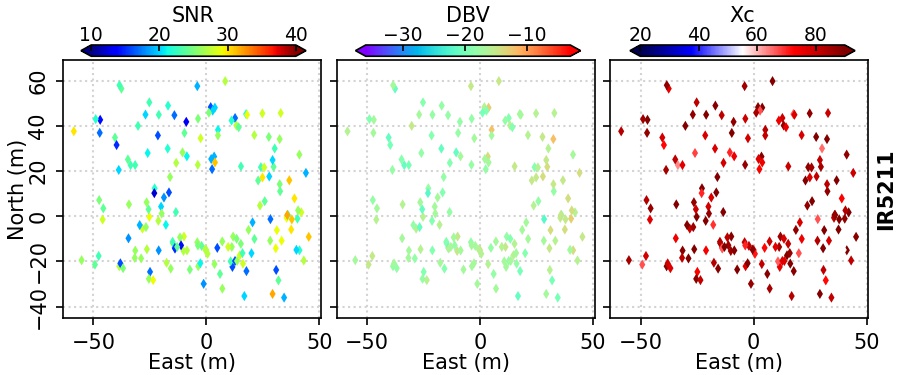 SNR DBV Xc
10 20 30 40 −30 −20 −10 20 40 60 80
North (m)
60
40
20
0
−20
−40
−50 0 50 −50 0 50 −50 0 50
East (m) East (m) East (m)
IR5211